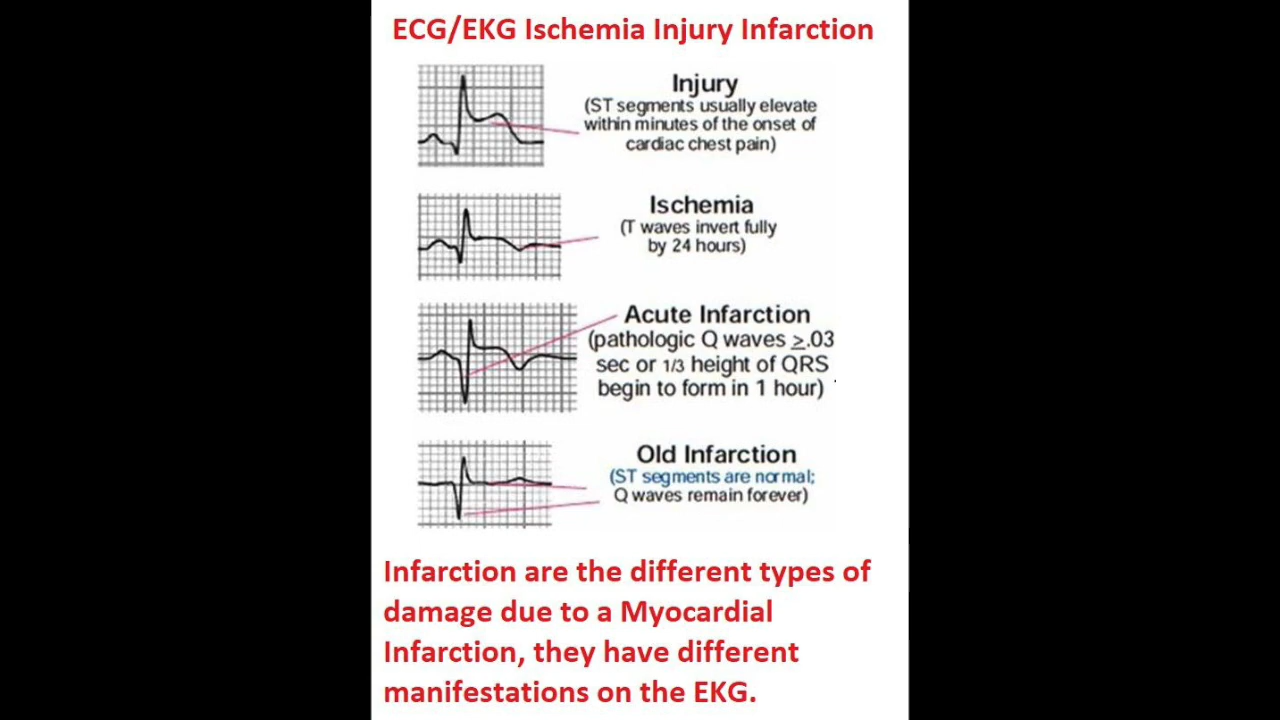 ECG/EKG Ischemia Injury Infarction
Injury
(ST segments usually elevate
within minutes of the onset of
cardiac chest pain)
Ischemia
(T waves invert fully
by 24 hours)
Acute Infarction
(pathologic Q waves ≥.03
sec or 1/3 height of QRS
begin to form in 1 hour)
Old Infarction
(ST segments are normal;
Q waves remain forever)
Infarction are the different types of
damage due to a Myocardial
Infarction, they have different
manifestations on the EKG.